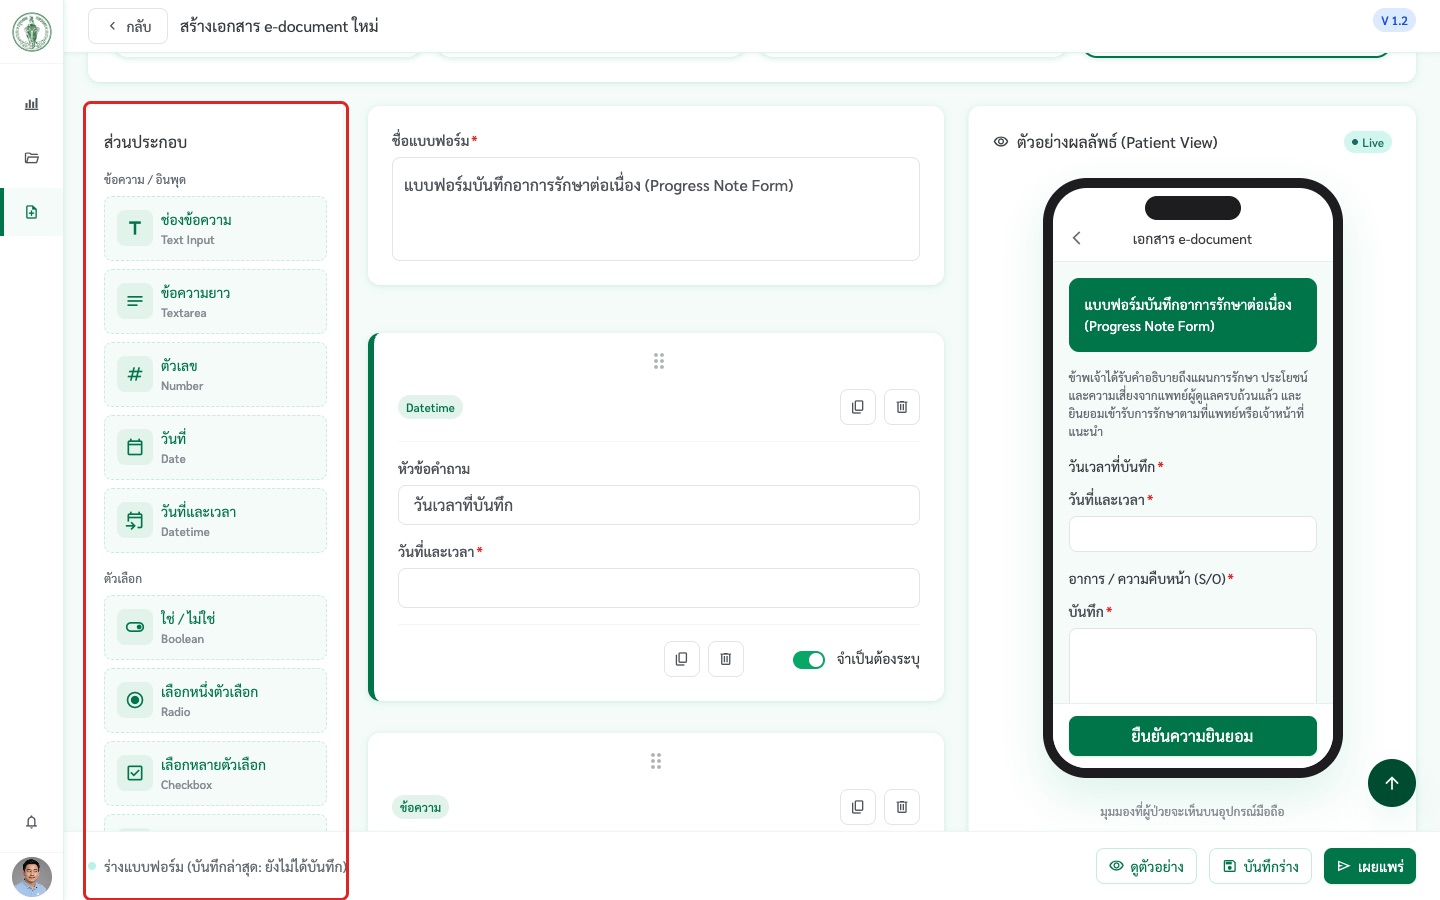 กลับ
สร้างเอกสาร e-document ใหม่
V 1.2
ส่วนประกอบ
ข้อความ / อินพุต
ช่องข้อความ
Text Input
ข้อความยาว
Textarea
ตัวเลข
Number
วันที่
Date
วันที่และเวลา
Datetime
ตัวเลือก
ใช่ / ไม่ใช่
Boolean
เลือกหนึ่งตัวเลือก
Radio
เลือกหลายตัวเลือก
Checkbox
ร่างแบบฟอร์ม (บันทึกล่าสุด: ยังไม่ได้บันทึก)
ชื่อแบบฟอร์ม*
แบบฟอร์มบันทึกอาการรักษาต่อเนื่อง (Progress Note Form)
Datetime
หัวข้อคำถาม
วันเวลาที่บันทึก
วันที่และเวลา*
จำเป็นต้องระบุ
ข้อความ
ตัวอย่างผลลัพธ์ (Patient View)
Live
เอกสาร e-document
แบบฟอร์มบันทึกอาการรักษาต่อเนื่อง
(Progress Note Form)
ข้าพเจ้าได้รับคำอธิบายถึงแผนการรักษา ประโยชน์
และความเสี่ยงจากแพทย์ผู้ดูแลครบถ้วนแล้ว และ
ยินยอมเข้ารับการรักษาตามที่แพทย์หรือเจ้าหน้าที่
แนะนำ
วันเวลาที่บันทึก*
วันที่และเวลา*
อาการ / ความคืบหน้า (S/O)*
บันทึก*
ยืนยันความยินยอม
มุมมองที่ผู้ป่วยจะเห็นบนอุปกรณ์มือถือ
ดูตัวอย่าง
บันทึกร่าง
เผยแพร่